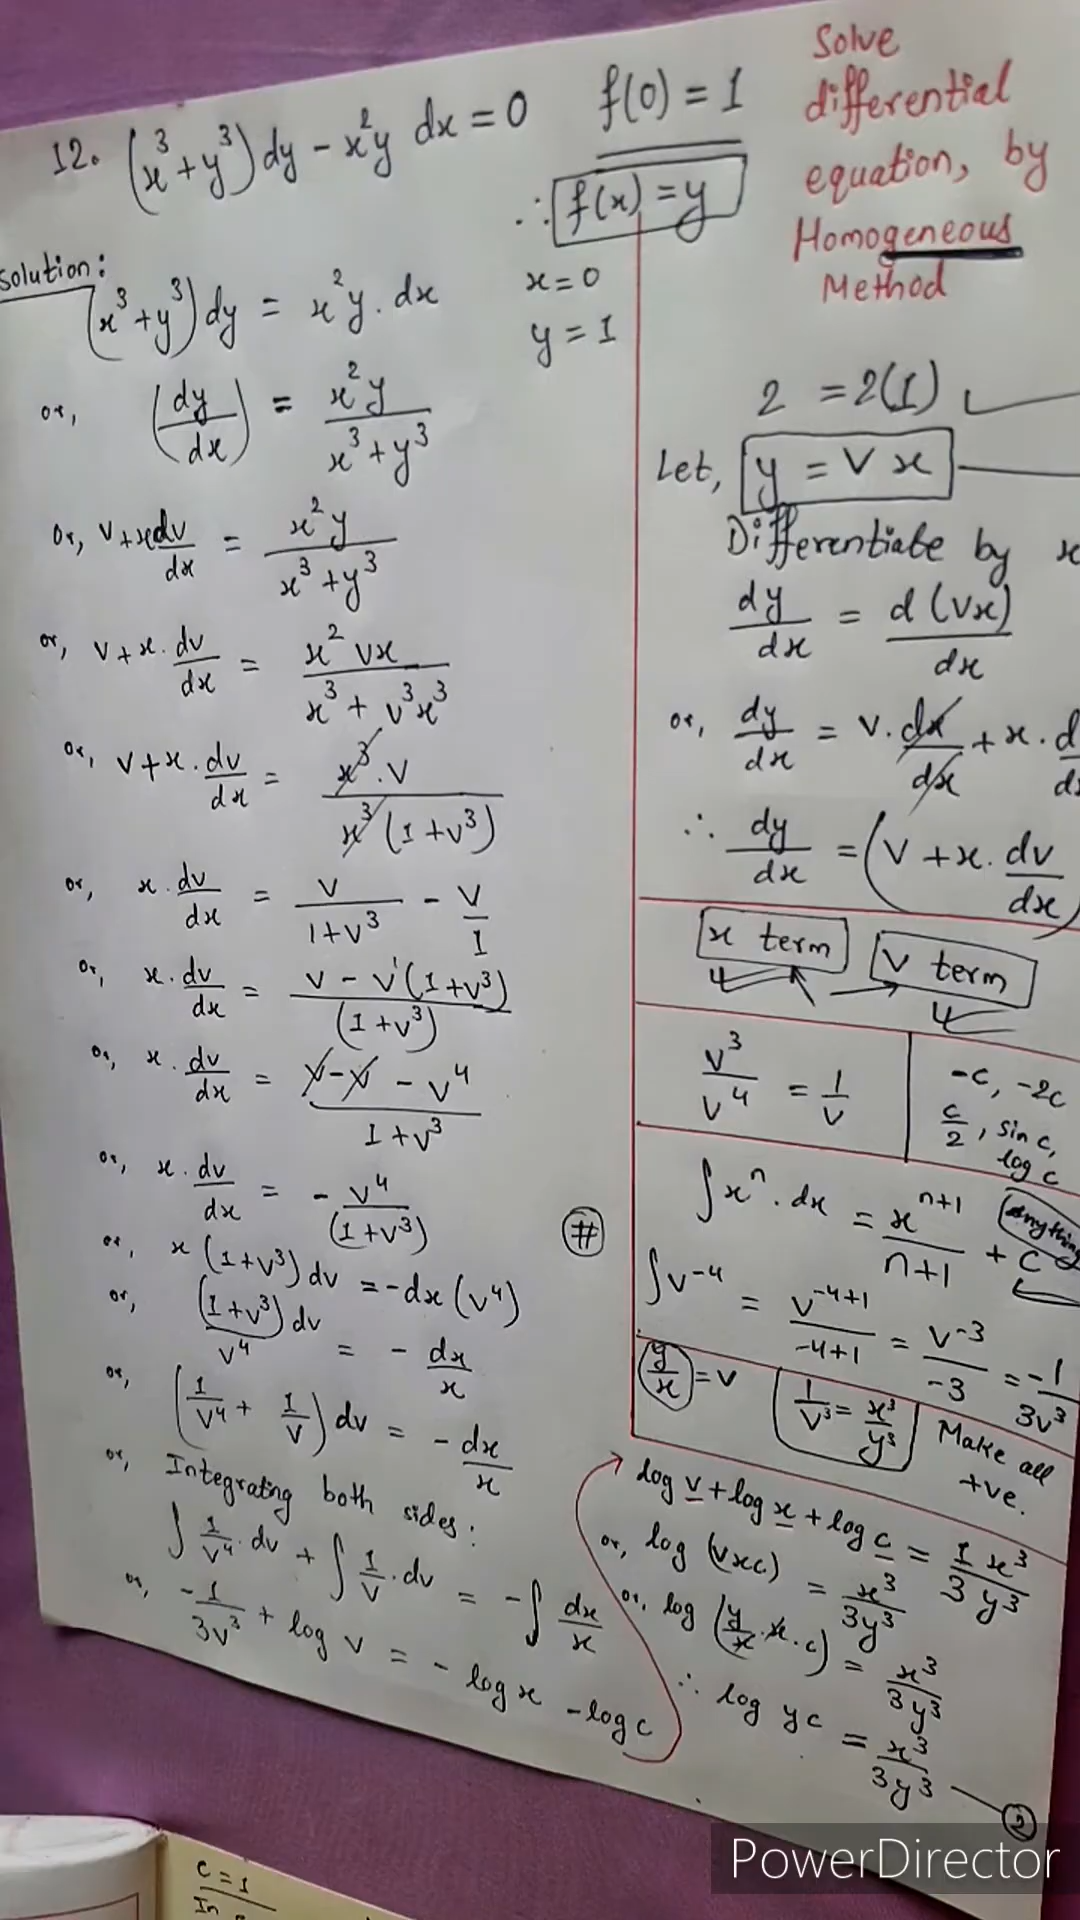 12. (x³ + y³) dy - x²y dx = 0
f(0) = 1
∴ f(x) = y
x = 0
y = 1
Solve
differential
equation, by
Homogeneous
Method
Solution:
(x³ + y³) dy = x²y . dx
or, (dy/dx) = x²y / x³ + y³
or, v + x dv/dx = x²y / x³ + y³
or, v + x . dv/dx = x² vx / x³ + v³x³
or, v + x . dv/dx = x³ . v / x³ (1 + v³)
or, x . dv/dx = v / 1 + v³ - v/1
or, x . dv/dx = v - v¹(1 + v³) / (1 + v³)
or, x . dv/dx = v - v - v⁴ / 1 + v³
or, x . dv/dx = - v⁴ / (1 + v³)
or, x (1 + v³) dv = -dx (v⁴)
or, (1 + v³) dv / v⁴ = - dx/x
or, (1/v⁴ + 1/v) dv = - dx/x
or, Integrating both sides:
∫ 1/v⁴ . dv + ∫ 1/v . dv = - ∫ dx/x
or, - 1/3v³ + log v = - log x - log c
2 = 2(1)
Let, y = v x
Differentiate by x
dy/dx = d (vx) / dx
or, dy/dx = v . dx/dx + x . d
∴ dy/dx = (v + x . dv/dx)
x term
v term
v³/v⁴ = 1/v
-c, -2c
c/2, sin c,
log c
#
∫ xⁿ . dx = xⁿ⁺¹ / n+1 + c
Anything
∫ v⁻⁴ = v⁻⁴⁺¹ / -4+1 = v⁻³ / -3 = -1 / 3v³
y/x = v
1/v³ = x³/y³
Make all
+ve.
log v + log x + log c = 1/3 x³/y³
or, log (vxc) = x³/3y³
or, log (y/x . x . c) = x³/3y³
∴ log yc = x³/3y³
2
c = 1
In
PowerDirector